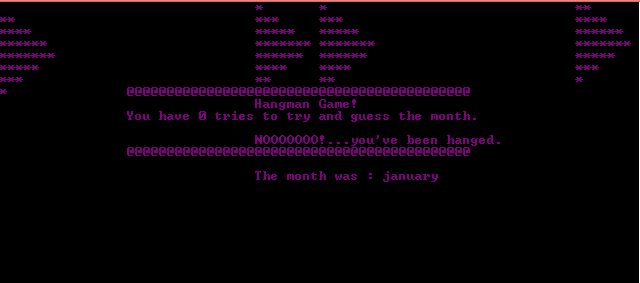 * * **
** *** *** ****
**** ***** ***** *****
****** ******* ******* *******
******* ****** ****** *****
***** **** **** ***
*** ** ** *
* @@@@@@@@@@@@@@@@@@@@@@@@@@@@@@@@@@@@@@@@@@@
Hangman Game!
You have 0 tries to try and guess the month.
NOOOOOOO!...you've been hanged.
@@@@@@@@@@@@@@@@@@@@@@@@@@@@@@@@@@@@@@@@@@@
The month was : january